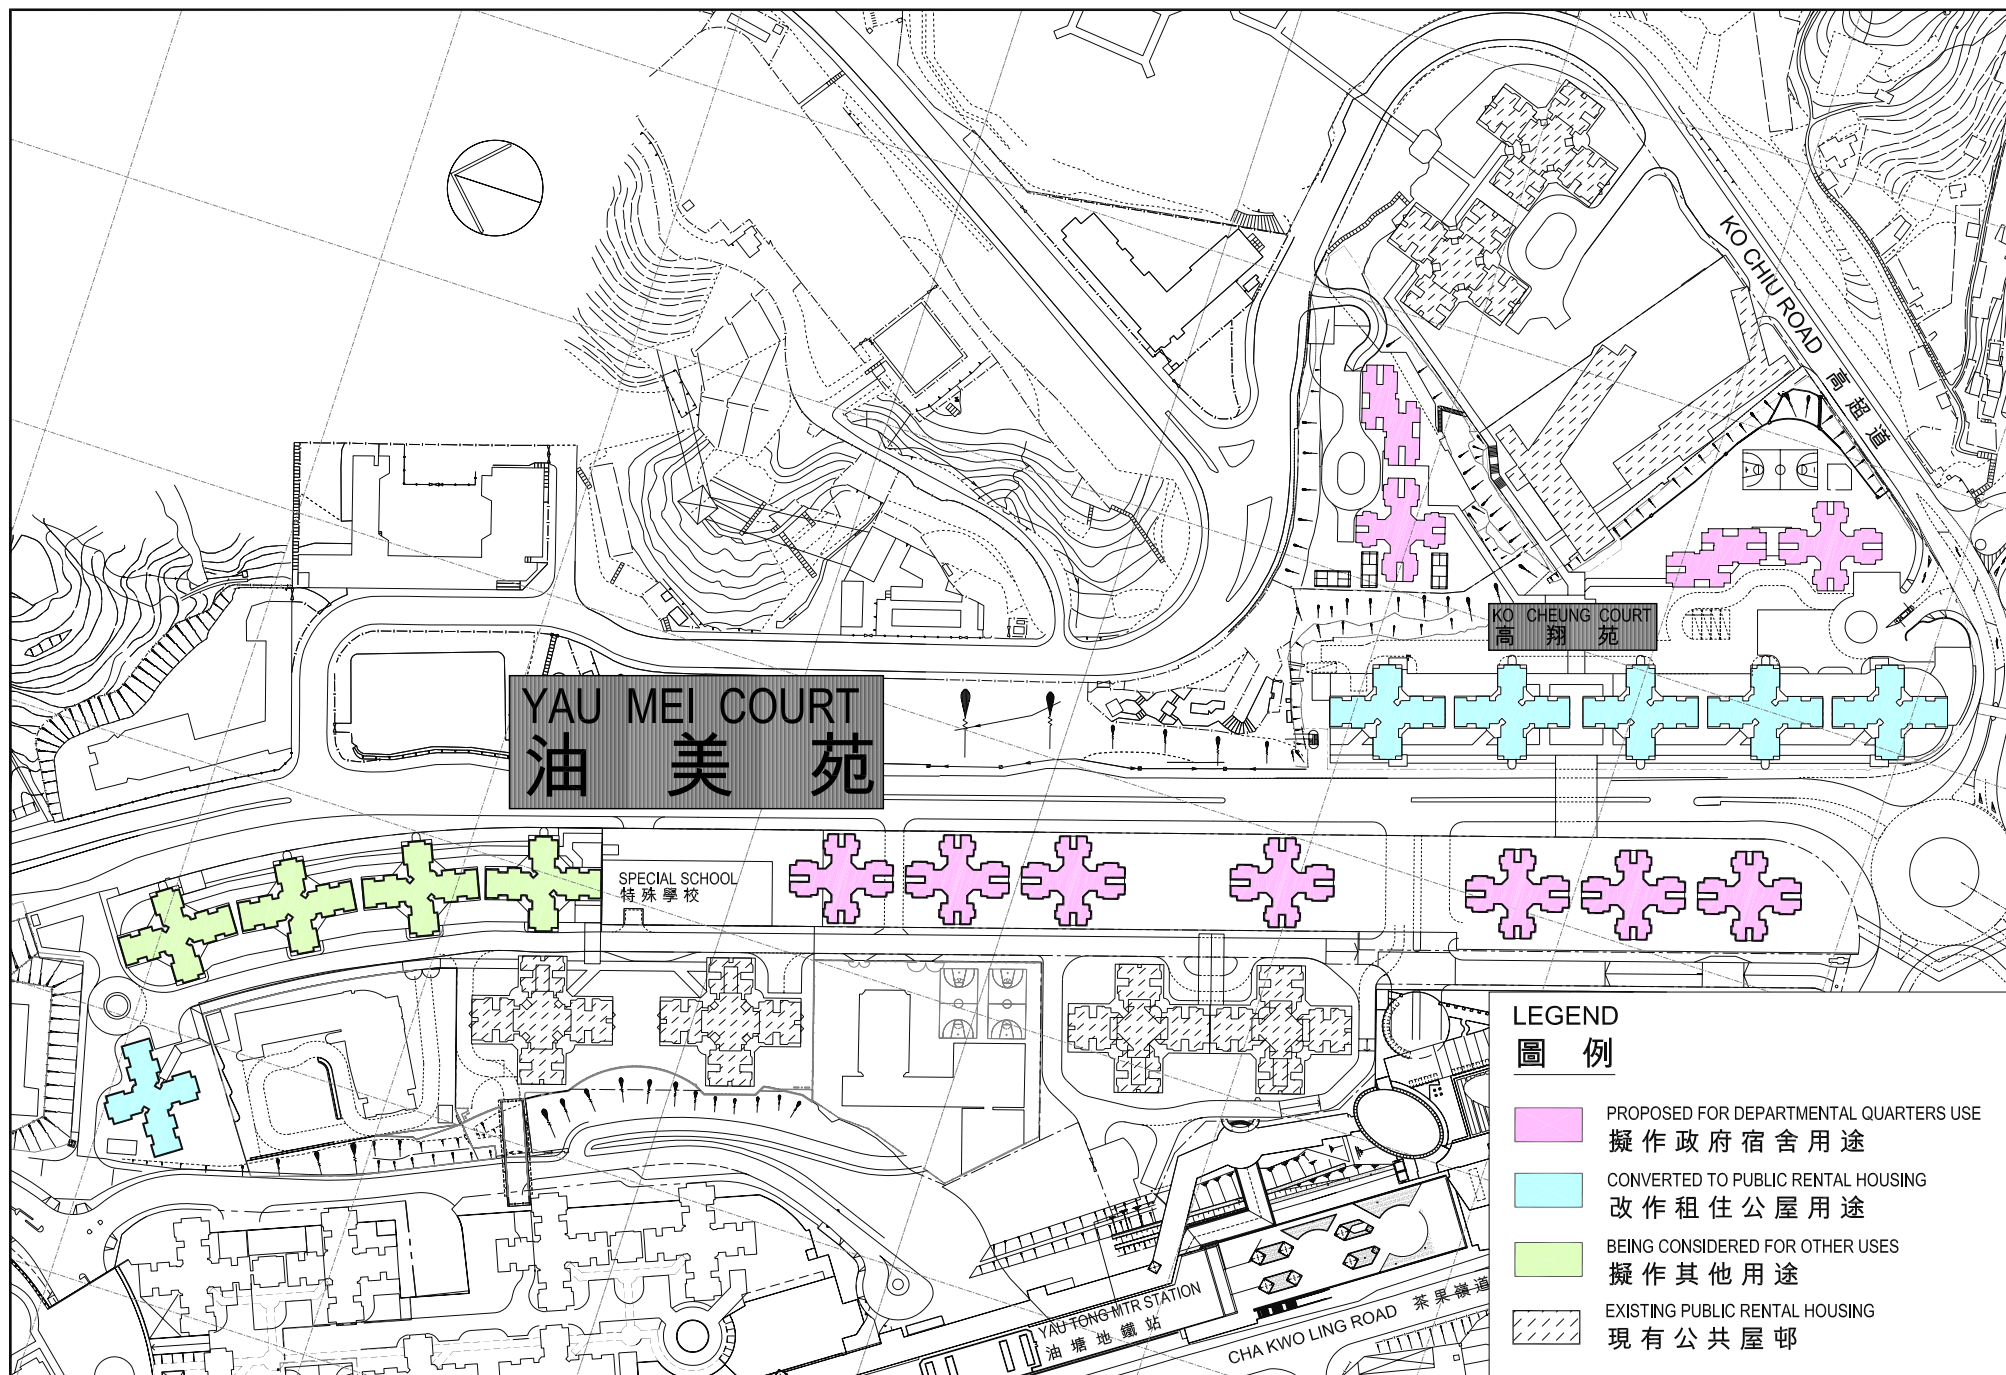 KO CHIU ROAD 高超道
KO CHEUNG COURT
高翔苑
YAU MEI COURT
油美苑
SPECIAL SCHOOL
特殊學校
LEGEND
圖例
PROPOSED FOR DEPARTMENTAL QUARTERS USE
擬作政府宿舍用途
CONVERTED TO PUBLIC RENTAL HOUSING
改作租住公屋用途
BEING CONSIDERED FOR OTHER USES
擬作其他用途
EXISTING PUBLIC RENTAL HOUSING
現有公共屋邨
YAU TONG MTR STATION
油塘地鐵站
CHA KWO LING ROAD 茶果嶺道